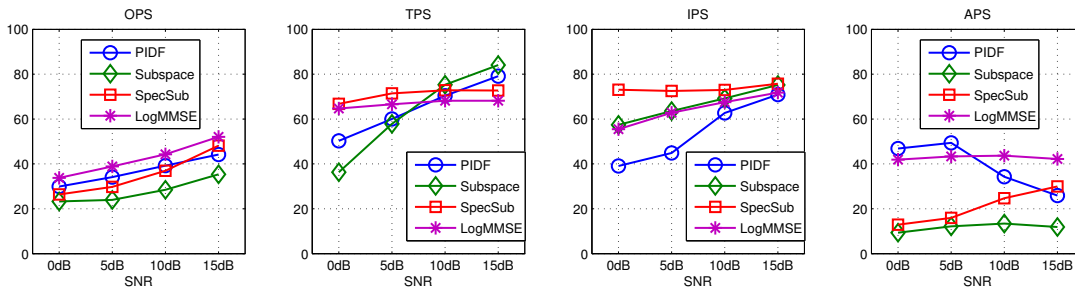 OPS
100
80
60
40
20
0
0dB 5dB 10dB 15dB
SNR
PIDF
Subspace
SpecSub
LogMMSE
TPS
100
80
60
40
20
0
0dB 5dB 10dB 15dB
SNR
PIDF
Subspace
SpecSub
LogMMSE
IPS
100
80
60
40
20
0
0dB 5dB 10dB 15dB
SNR
PIDF
Subspace
SpecSub
LogMMSE
APS
100
80
60
40
20
0
0dB 5dB 10dB 15dB
SNR
PIDF
Subspace
SpecSub
LogMMSE